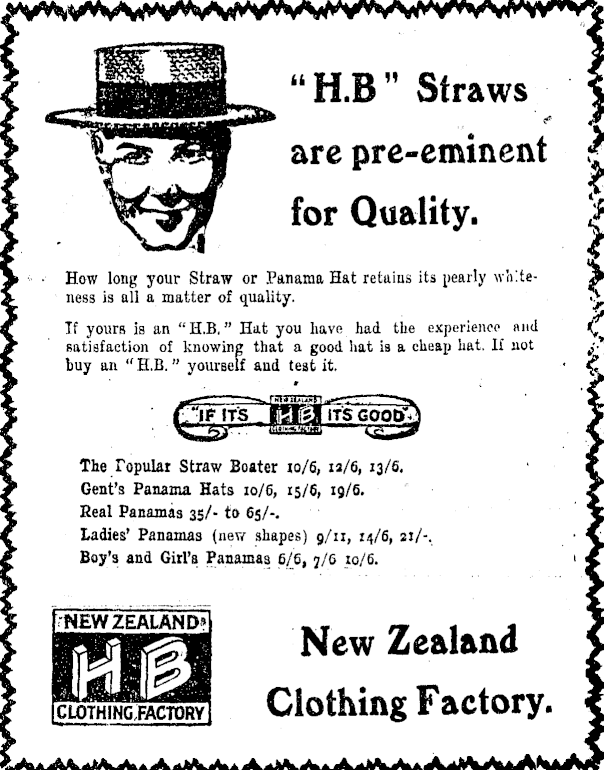 "H.B" Straws
are pre-eminent
for Quality.
How long your Straw or Panama Hat retains its pearly white-
ness is all a matter of quality.
If yours is an "H.B." Hat you have had the experience and
satisfaction of knowing that a good hat is a cheap hat. If not
buy an "H.B." yourself and test it.
"IF IT'S NEW ZEALAND HB CLOTHING FACTORY ITS GOOD"
The Popular Straw Boater 10/6, 12/6, 13/6.
Gent's Panama Hats 10/6, 15/6, 19/6.
Real Panamas 35/- to 65/-.
Ladies' Panamas (new shapes) 9/11, 14/6, 21/-.
Boy's and Girl's Panamas 6/6, 7/6 10/6.
NEW ZEALAND
HB
CLOTHING FACTORY
New Zealand
Clothing Factory.